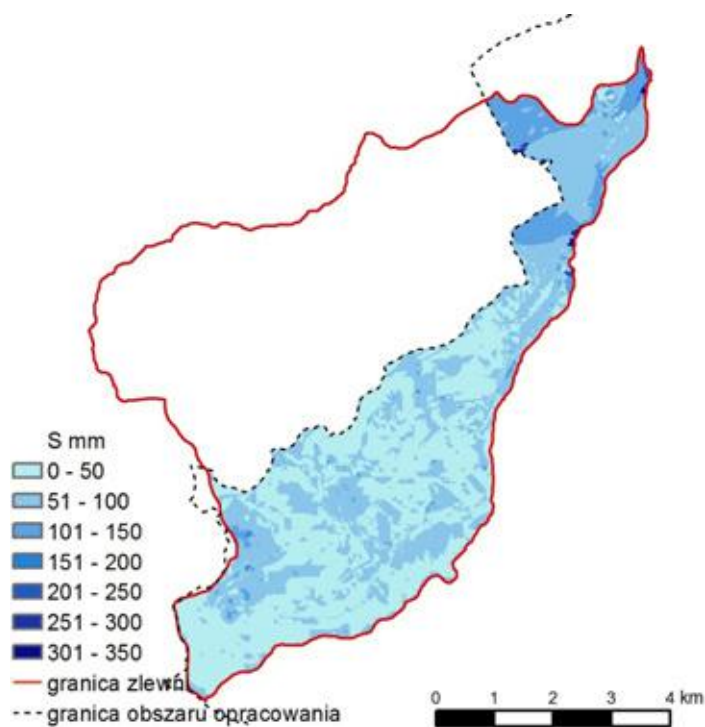 S mm
0 - 50
51 - 100
101 - 150
151 - 200
201 - 250
251 - 300
301 - 350
granica zlewn
granica obszaru opracowania
0 1 2 3 4 km